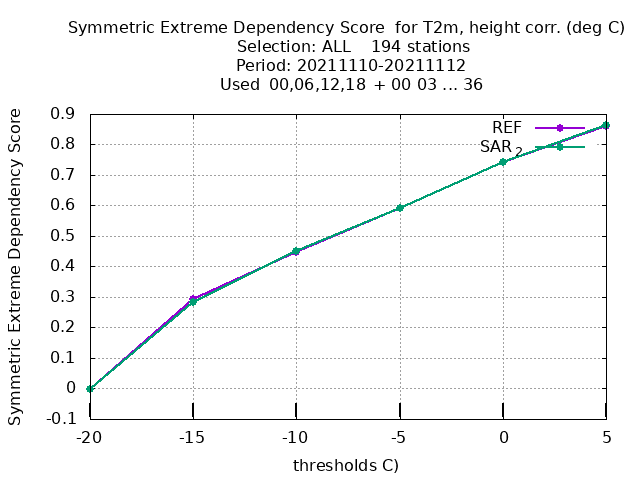 Symmetric Extreme Dependency Score for T2m, height corr. (deg C)
Selection: ALL 194 stations
Period: 20211110-20211112
Used 00,06,12,18 + 00 03 ... 36
Symmetric Extreme Dependency Score
0.9
0.8
0.7
0.6
0.5
0.4
0.3
0.2
0.1
0
-0.1
REF
SAR 2
-20 -15 -10 -5 0 5
thresholds C)